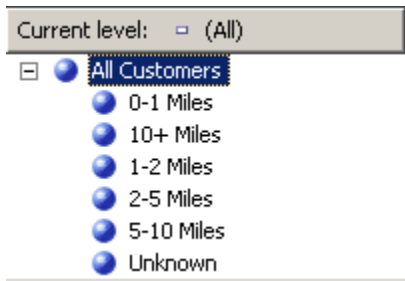 Current level: (All)
All Customers
0-1 Miles
10+ Miles
1-2 Miles
2-5 Miles
5-10 Miles
Unknown